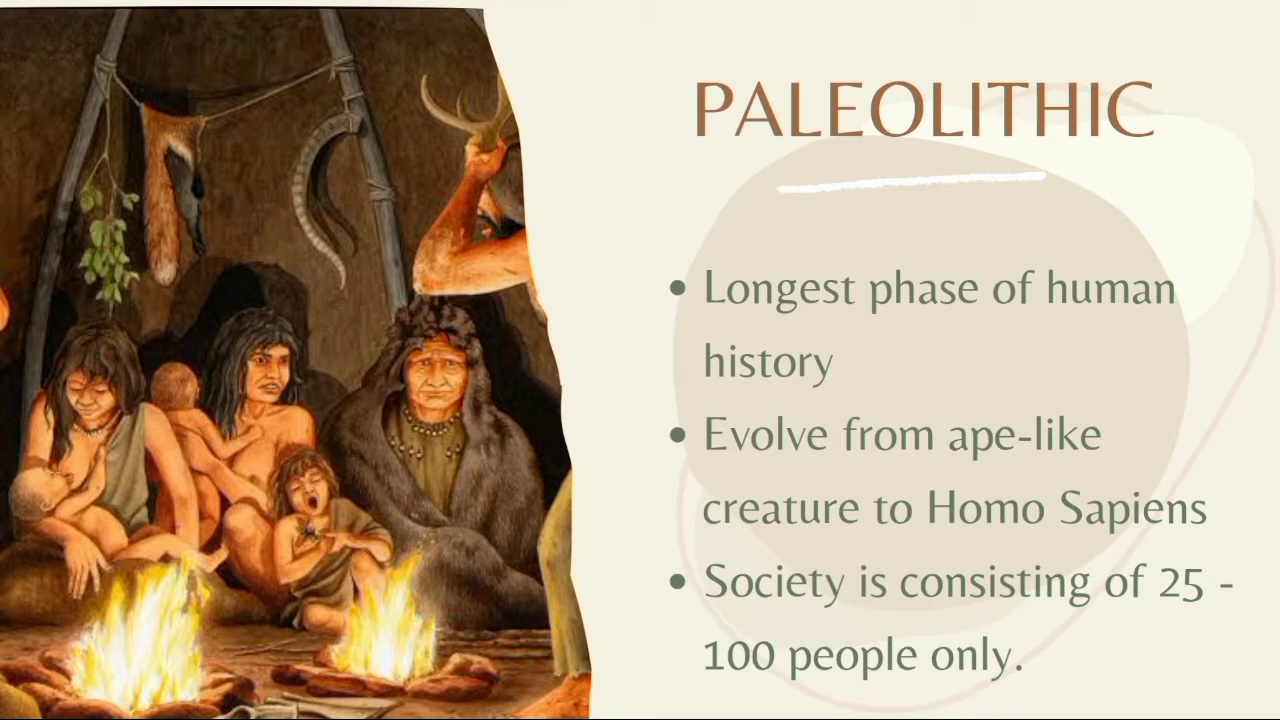 PALEOLITHIC
• Longest phase of human
history
• Evolve from ape-like
creature to Homo Sapiens
• Society is consisting of 25 -
100 people only.